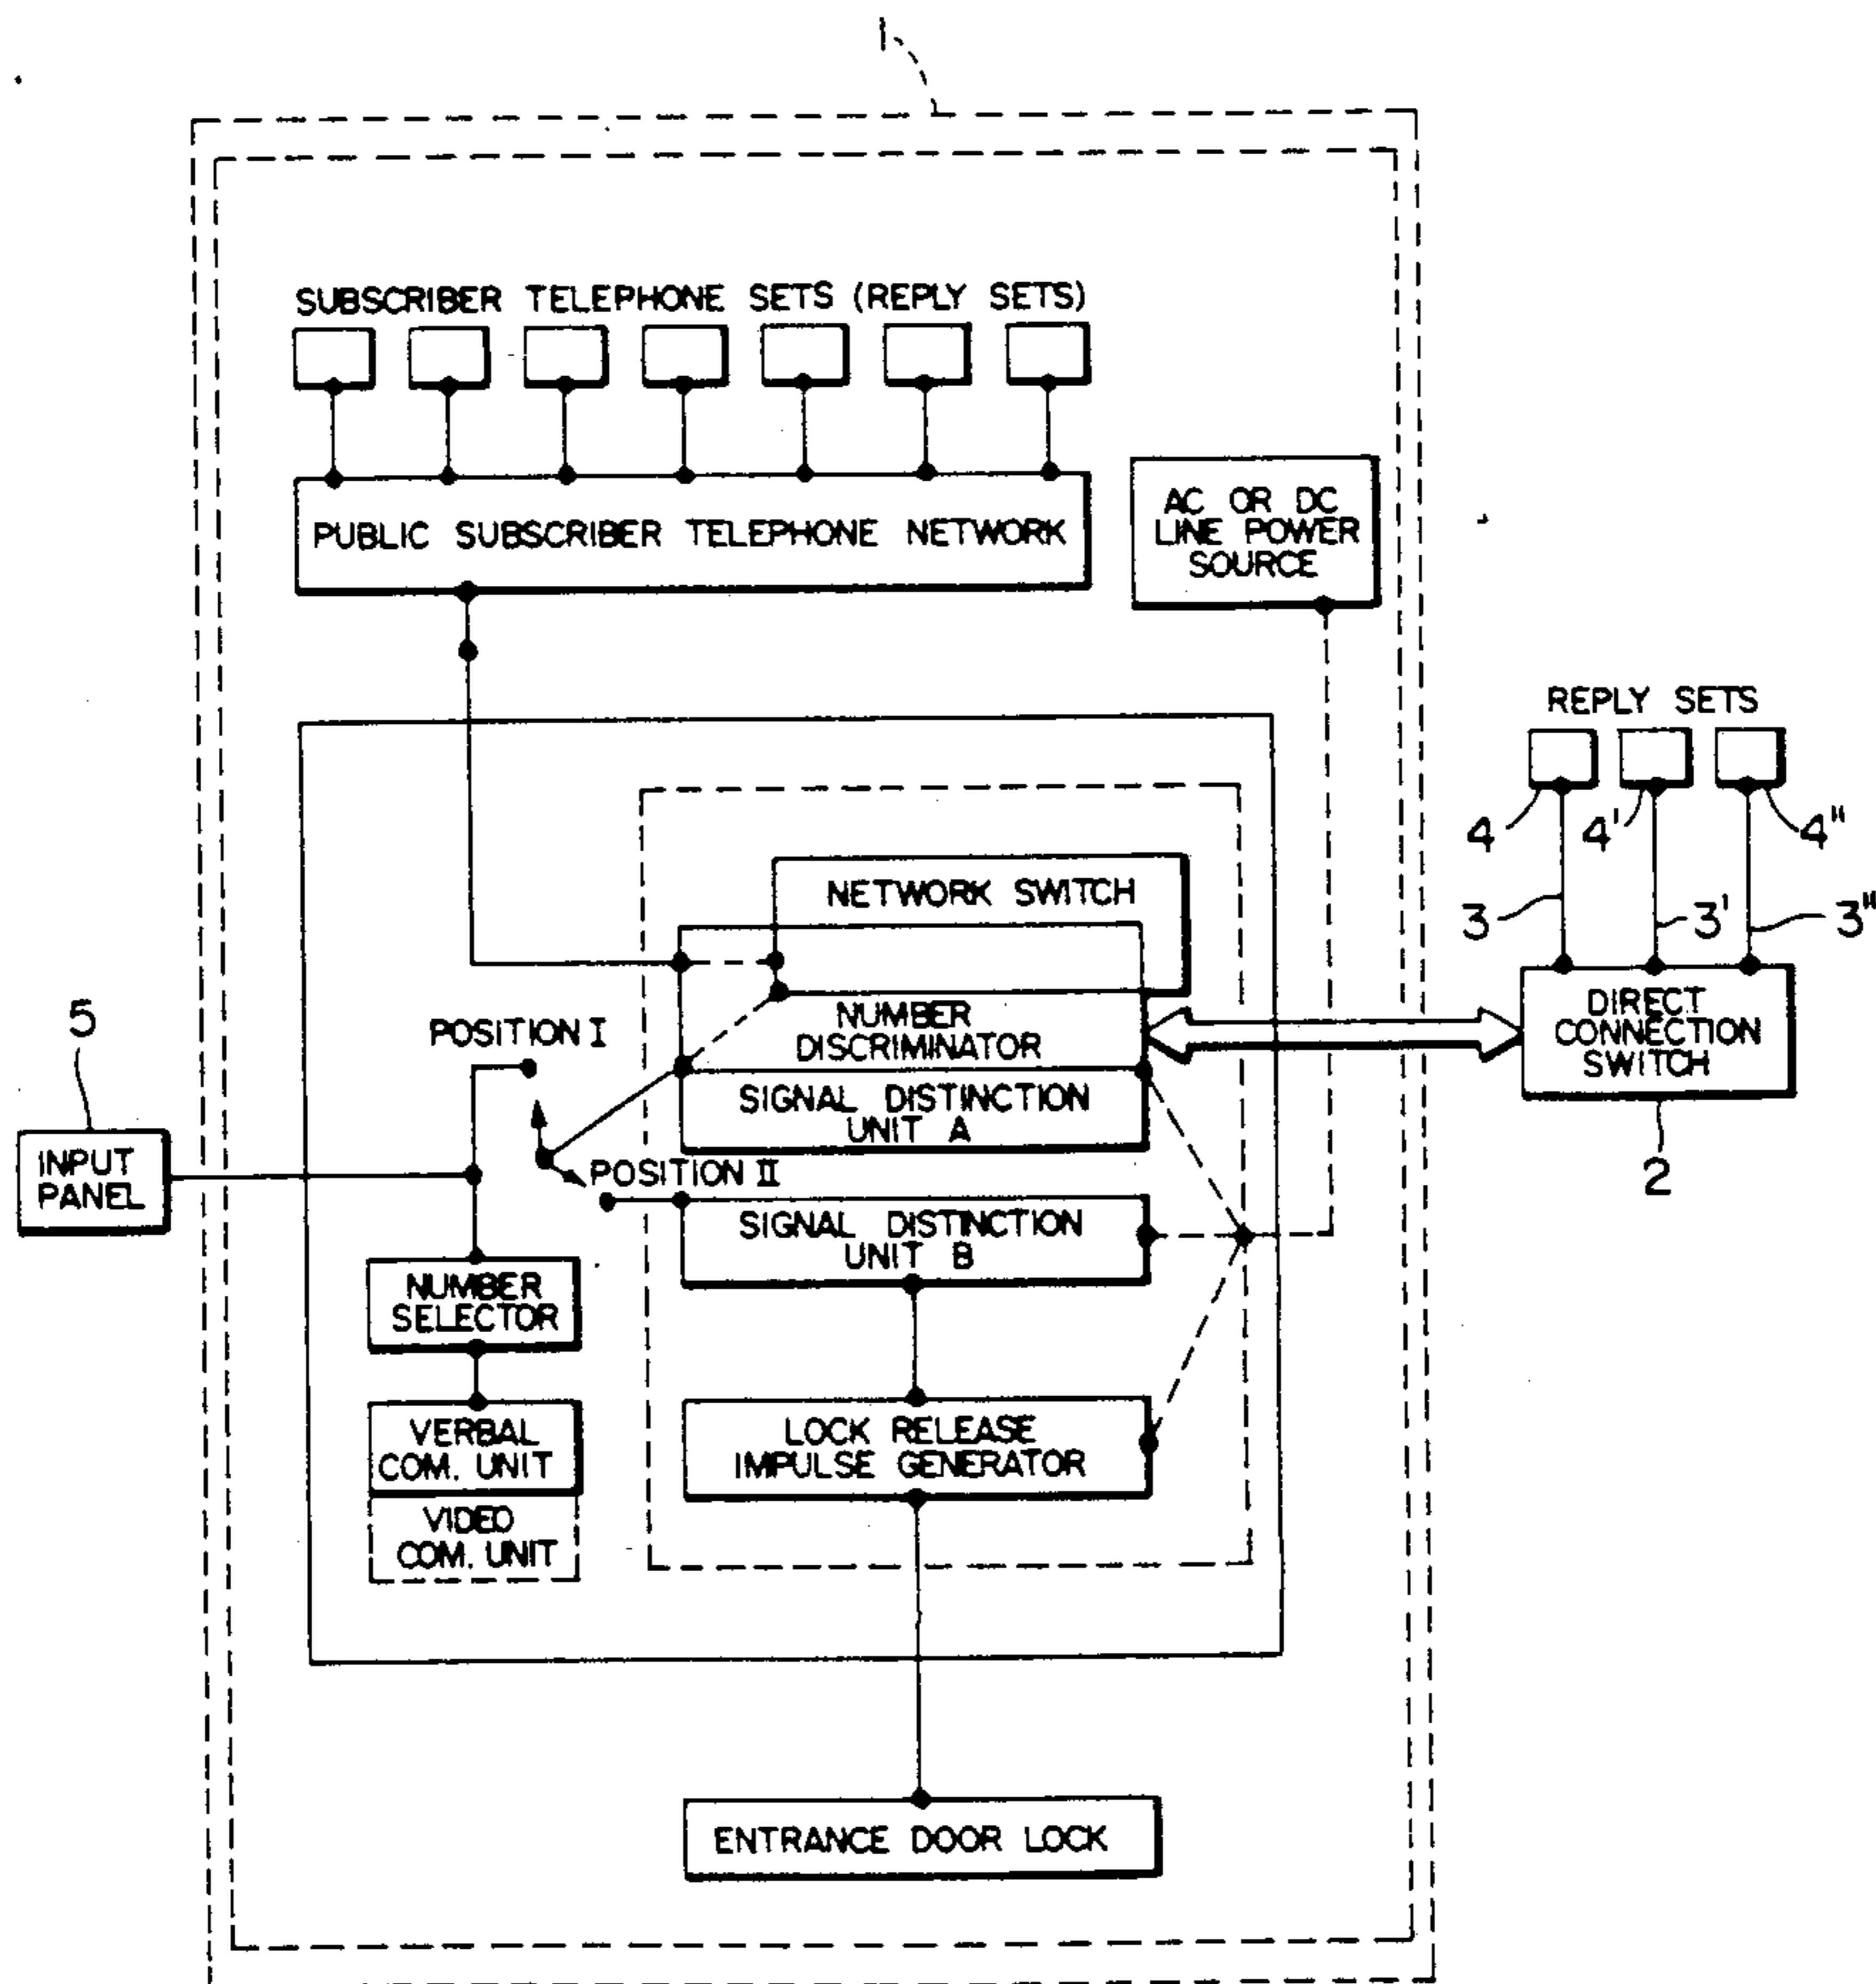 1
SUBSCRIBER TELEPHONE SETS (REPLY SETS)
PUBLIC SUBSCRIBER TELEPHONE NETWORK
AC OR DC
LINE POWER
SOURCE
REPLY SETS
4
4'
4"
3
3'
3"
NETWORK SWITCH
NUMBER
DISCRIMINATOR
DIRECT
CONNECTION
SWITCH
2
POSITION I
SIGNAL DISTINCTION
UNIT A
5
INPUT
PANEL
POSITION II
SIGNAL DISTINCTION
UNIT B
NUMBER
SELECTOR
VERBAL
COM. UNIT
VIDEO
COM. UNIT
LOCK RELEASE
IMPULSE GENERATOR
ENTRANCE DOOR LOCK